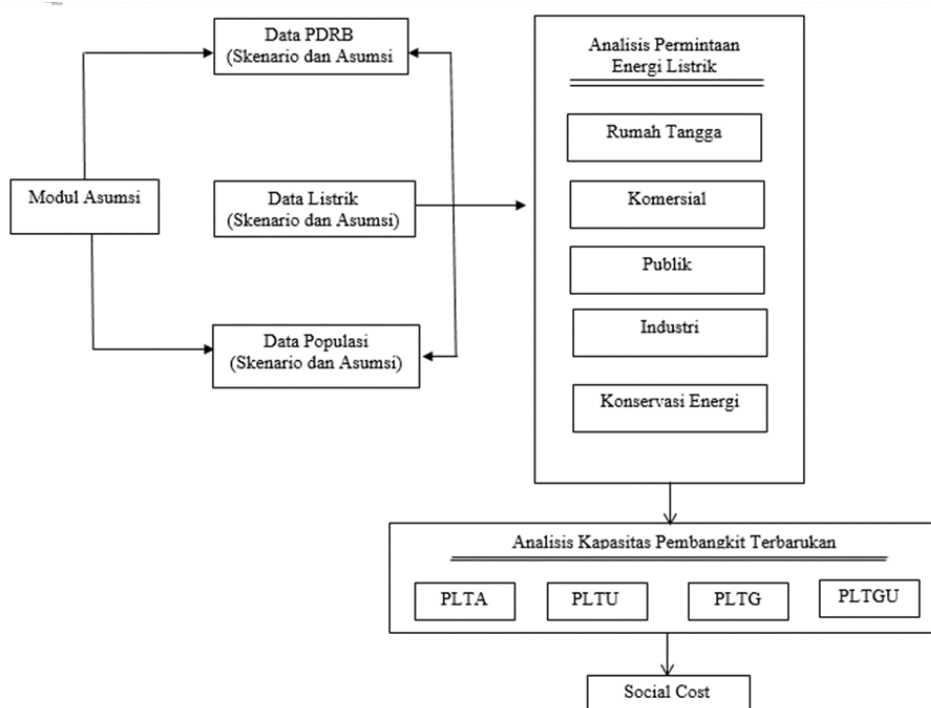 Data PDRB
(Skenario dan Asumsi
Modul Asumsi
Data Listrik
(Skenario dan Asumsi)
Data Populasi
(Skenario dan Asumsi)
Analisis Permintaan
Energi Listrik
Rumah Tangga
Komersial
Publik
Industri
Konservasi Energi
Analisis Kapasitas Pembangkit Terbarukan
PLTA
PLTU
PLTG
PLTGU
Social Cost